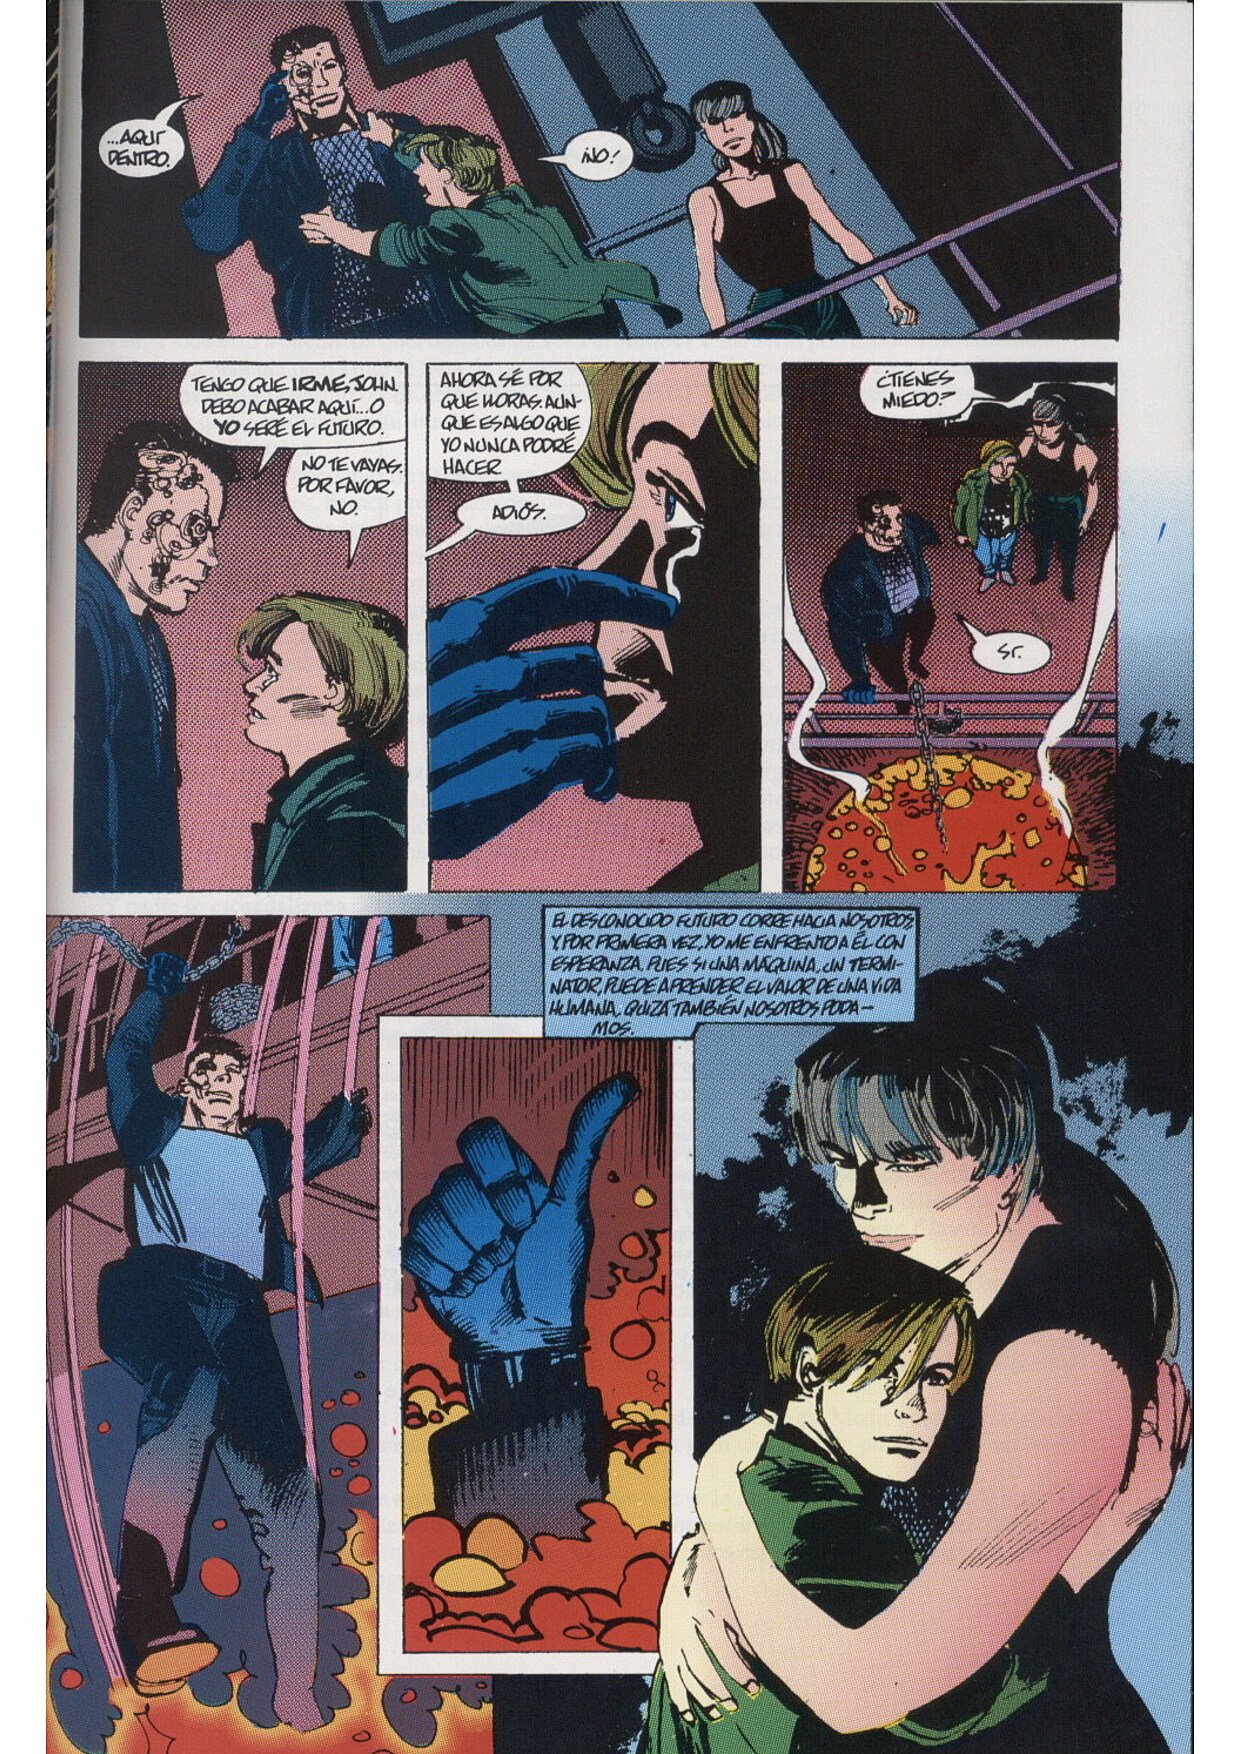 ...AQUÍ
DENTRO.
¡NO!
TENGO QUE IRME, JOHN.
DEBO ACABAR AQUÍ...O
YO SERÉ EL FUTURO.
NO TE VAYAS.
POR FAVOR,
NO.
AHORA SÉ POR
QUE LLORAS. AUN-
QUE ES ALGO QUE
YO NUNCA PODRÉ
HACER
ADIÓS.
¿TIENES
MIEDO?
SI.
EL DESCONOCIDO FUTURO CORRE HACIA NOSOTROS,
Y, POR PRIMERA VEZ, YO ME ENFRENTO A ÉL CON
ESPERANZA. PUES SI UNA MÁQUINA, UN TERMI-
NATOR, PUEDE APRENDER EL VALOR DE UNA VIDA
HUMANA, QUIZÁ TAMBIÉN NOSOTROS PODA-
MOS.